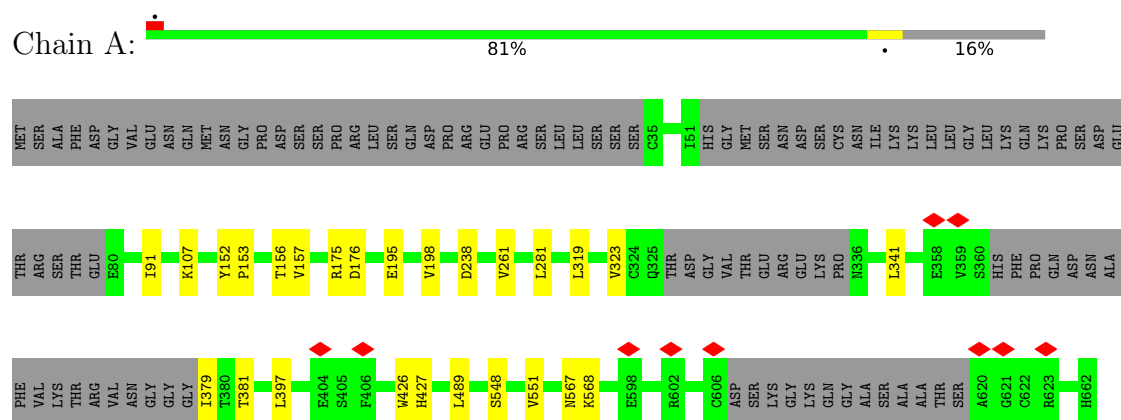 Chain A:
81%
16%
MET SER ALA PHE ASP GLY VAL GLU ASN GLN MET ASN GLY PRO ASP SER SER PRO ARG LEU SER GLN ASP PRO ARG GLU PRO ARG SER LEU LEU SER SER SER C35 I51 HIS GLY MET SER ASN ASP SER CYS ASN ILE LYS LYS LEU LEU GLY LEU LYS GLN LYS PRO SER ASP GLU
THR ARG SER THR GLU E80 I91 K107 Y152 P153 T156 V157 R175 D176 E195 V198 D238 V261 L281 L319 V323 C324 Q325 THR ASP GLY VAL THR GLU ARG GLU LYS PRO N336 L341 E358 V359 S360 HIS PHE PRO GLN ASP ASN ALA
PHE VAL LYS THR ARG VAL ASN GLY GLY GLY I379 T380 T381 L397 E404 S405 F406 W426 H427 L489 S548 V551 N567 K568 E598 R602 C606 ASP SER LYS GLY LYS GLN GLY ALA SER ALA ALA THR SER A620 G621 C622 R623 H662